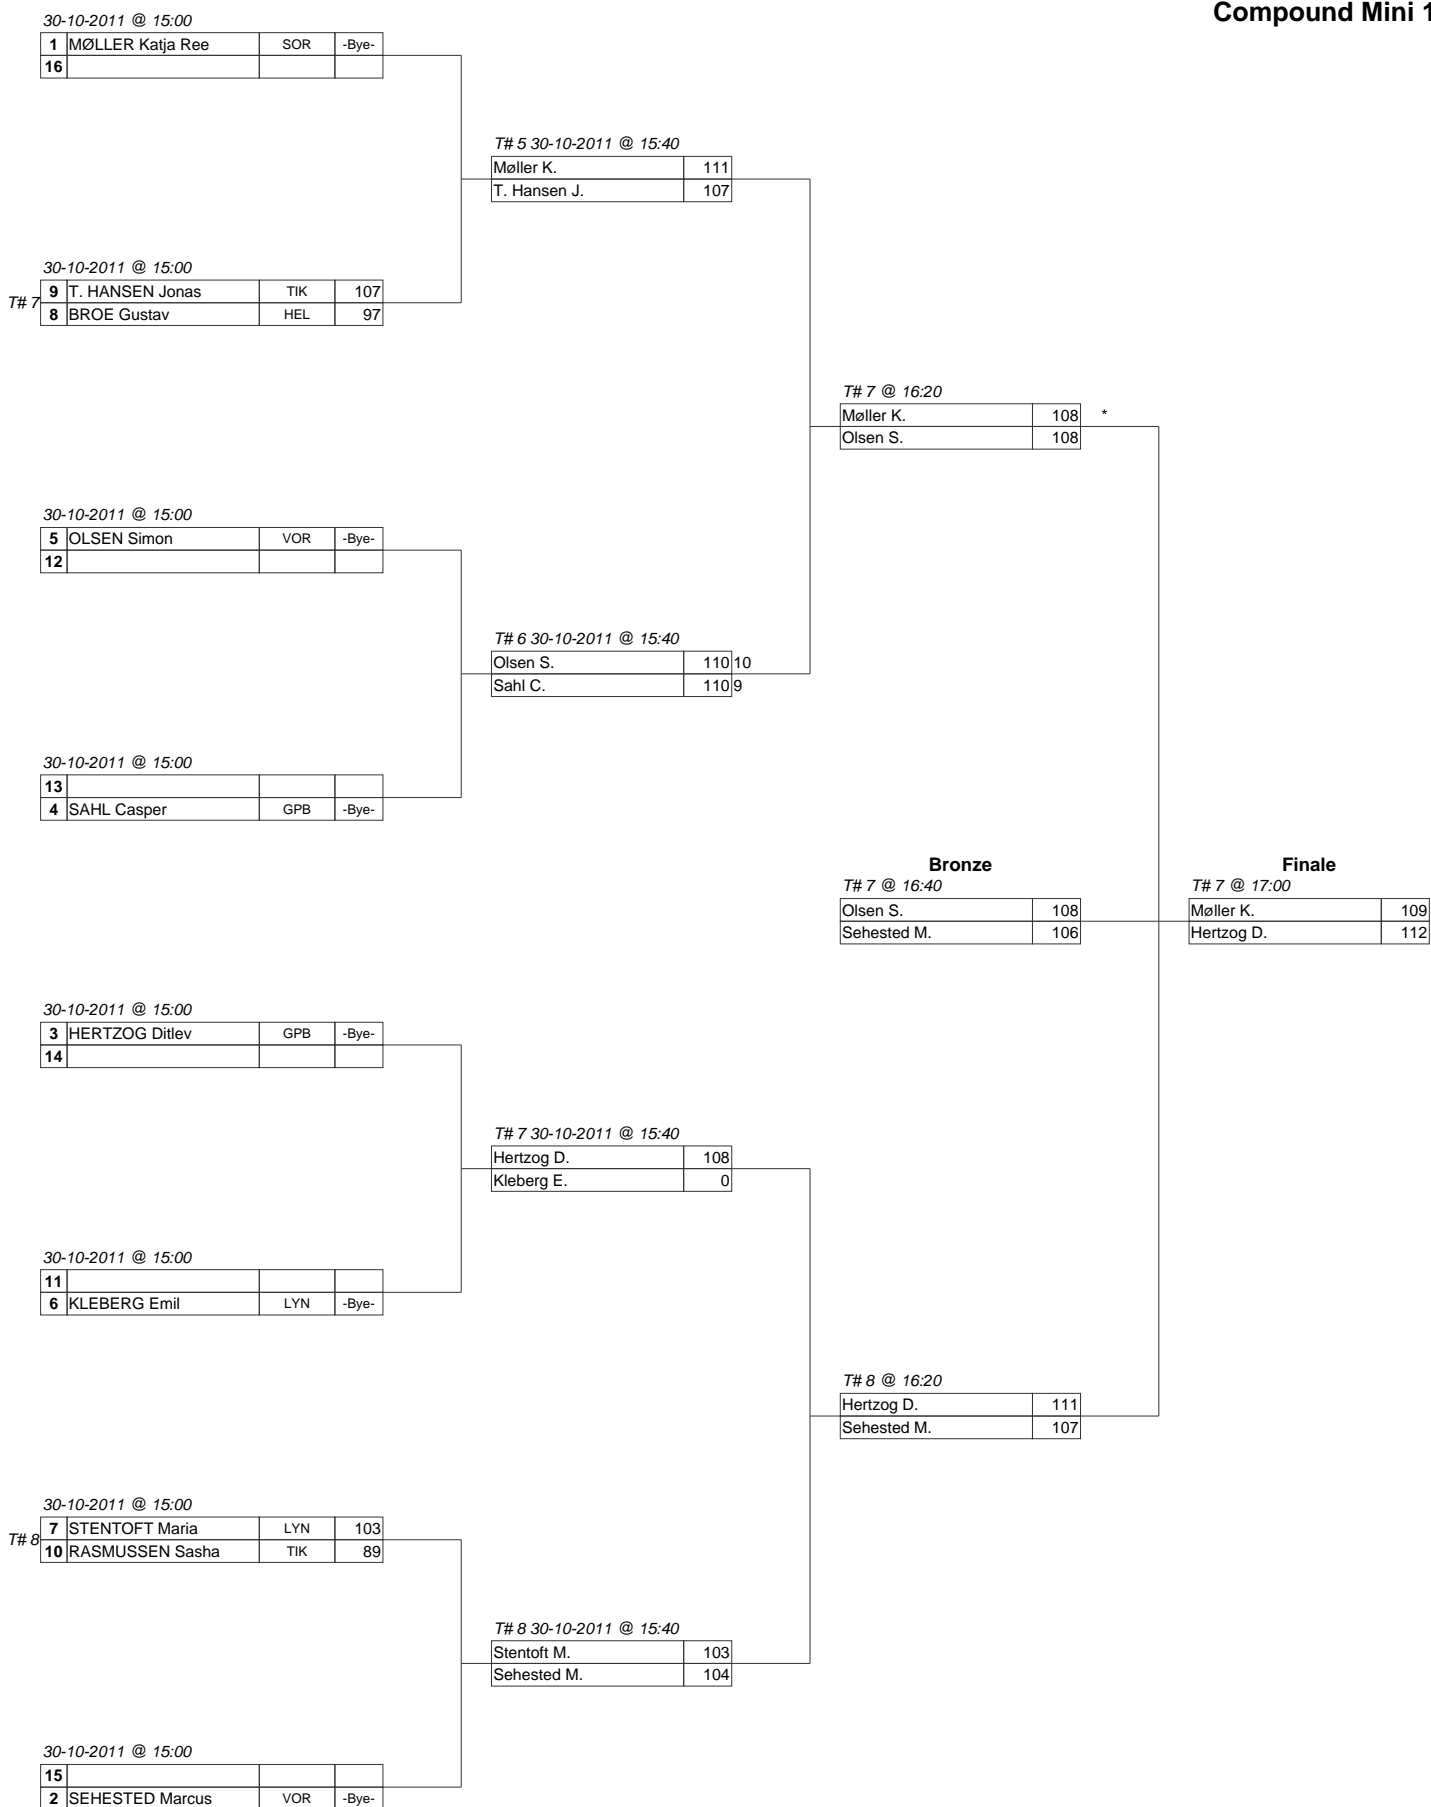 Compound Mini 1
30-10-2011 @ 15:00
1 MØLLER Katja Ree SOR -Bye-
16
T# 5 30-10-2011 @ 15:40
Møller K. 111
T. Hansen J. 107
30-10-2011 @ 15:00
T# 7
9 T. HANSEN Jonas TIK 107
8 BROE Gustav HEL 97
T# 7 @ 16:20
Møller K. 108 *
Olsen S. 108
30-10-2011 @ 15:00
5 OLSEN Simon VOR -Bye-
12
T# 6 30-10-2011 @ 15:40
Olsen S. 110 10
Sahl C. 110 9
30-10-2011 @ 15:00
13
4 SAHL Casper GPB -Bye-
Bronze
T# 7 @ 16:40
Olsen S. 108
Sehested M. 106
Finale
T# 7 @ 17:00
Møller K. 109
Hertzog D. 112
30-10-2011 @ 15:00
3 HERTZOG Ditlev GPB -Bye-
14
T# 7 30-10-2011 @ 15:40
Hertzog D. 108
Kleberg E. 0
30-10-2011 @ 15:00
11
6 KLEBERG Emil LYN -Bye-
T# 8 @ 16:20
Hertzog D. 111
Sehested M. 107
30-10-2011 @ 15:00
T# 8
7 STENTOFT Maria LYN 103
10 RASMUSSEN Sasha TIK 89
T# 8 30-10-2011 @ 15:40
Stentoft M. 103
Sehested M. 104
30-10-2011 @ 15:00
15
2 SEHESTED Marcus VOR -Bye-